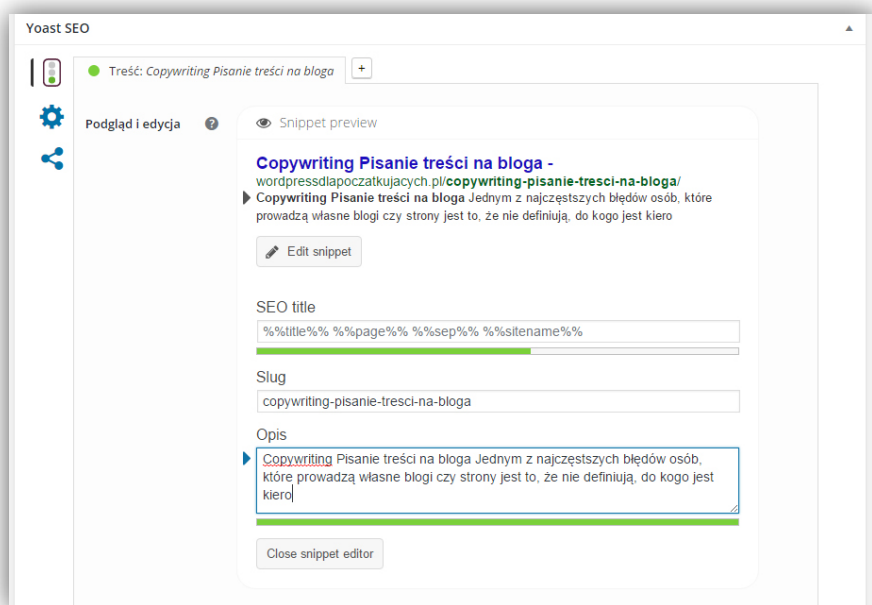 Yoast SEO
Treść: Copywriting Pisanie treści na bloga
+
Podgląd i edycja
?
Snippet preview
Copywriting Pisanie treści na bloga -
wordpressdlapoczatkujacych.pl/copywriting-pisanie-tresci-na-bloga/
Copywriting Pisanie treści na bloga Jednym z najczęstszych błędów osób, które
prowadzą własne blogi czy strony jest to, że nie definiują, do kogo jest kiero
Edit snippet
SEO title
%%title%% %%page%% %%sep%% %%sitename%%
Slug
copywriting-pisanie-tresci-na-bloga
Opis
Copywriting Pisanie treści na bloga Jednym z najczęstszych błędów osób,
które prowadzą własne blogi czy strony jest to, że nie definiują, do kogo jest
kiero
Close snippet editor